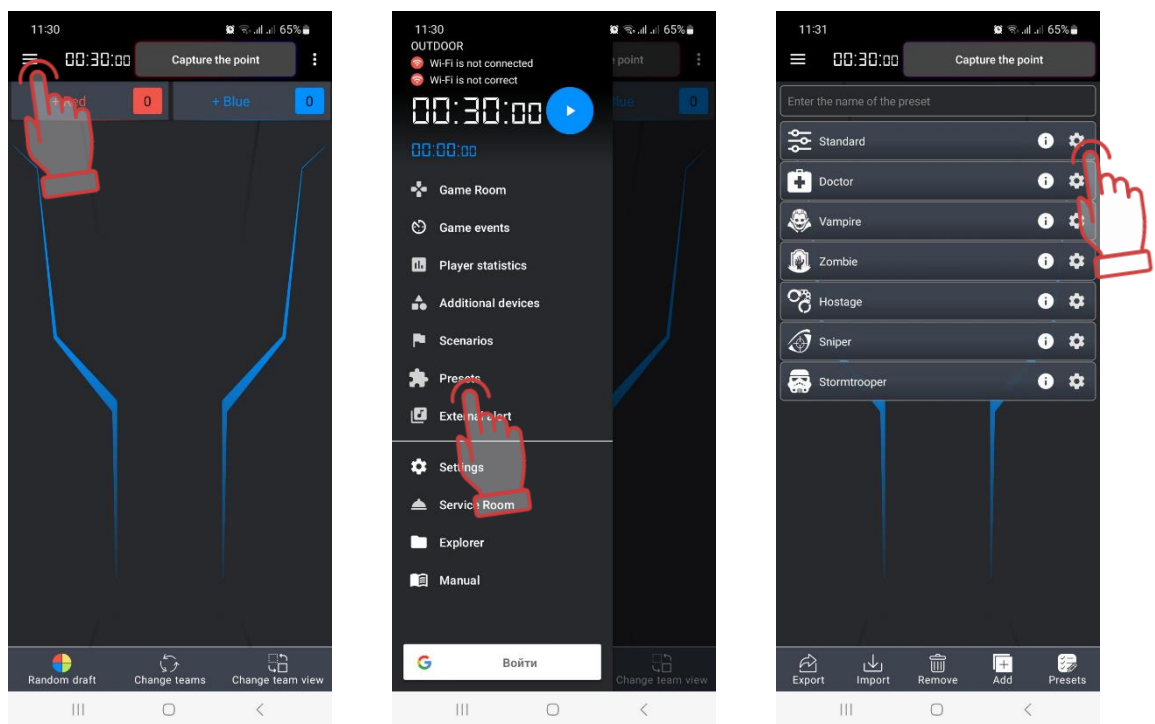 11:30
65%
00:30:00
Capture the point
+ Red
0
+ Blue
0
Random draft
Change teams
Change team view
11:30
65%
OUTDOOR
Wi-Fi is not connected
Wi-Fi is not correct
point
00:30:00
Blue
0
00:00:00
Game Room
Game events
Player statistics
Additional devices
Scenarios
Presets
External alert
Settings
Service Room
Explorer
Manual
G
Войти
Change team view
11:31
65%
00:30:00
Capture the point
Enter the name of the preset
Standard
Doctor
Vampire
Zombie
Hostage
Sniper
Stormtrooper
Export
Import
Remove
Add
Presets